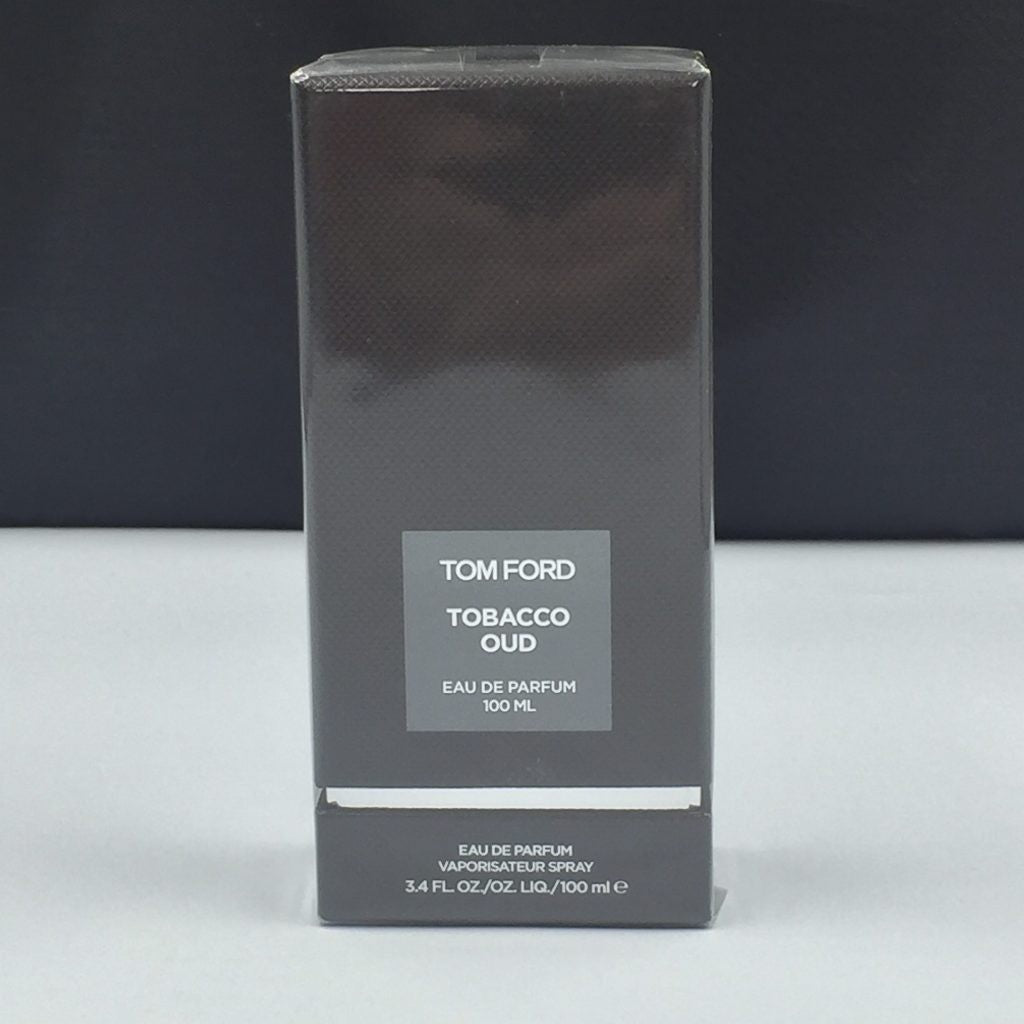 TOM FORD
TOBACCO
OUD
EAU DE PARFUM
100 ML
EAU DE PARFUM
VAPORISATEUR SPRAY
3.4 FL. OZ./OZ. LIQ./100 ml ℮